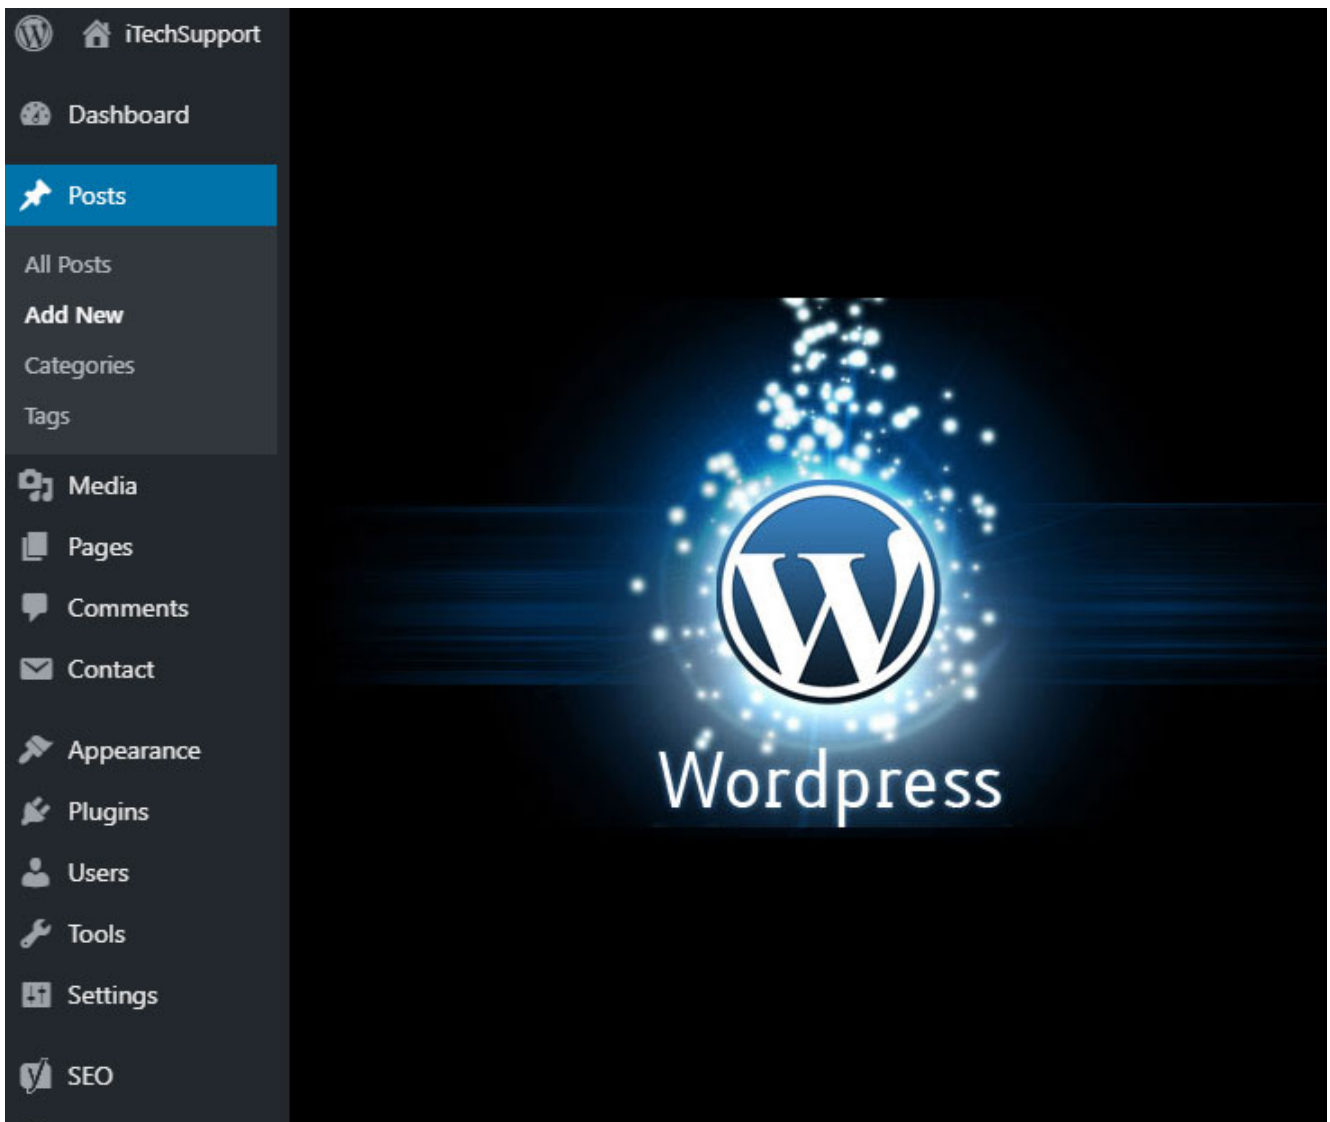 iTechSupport
Dashboard
Posts
All Posts
Add New
Categories
Tags
Media
Pages
Comments
Contact
Appearance
Plugins
Users
Tools
Settings
SEO
Wordpress